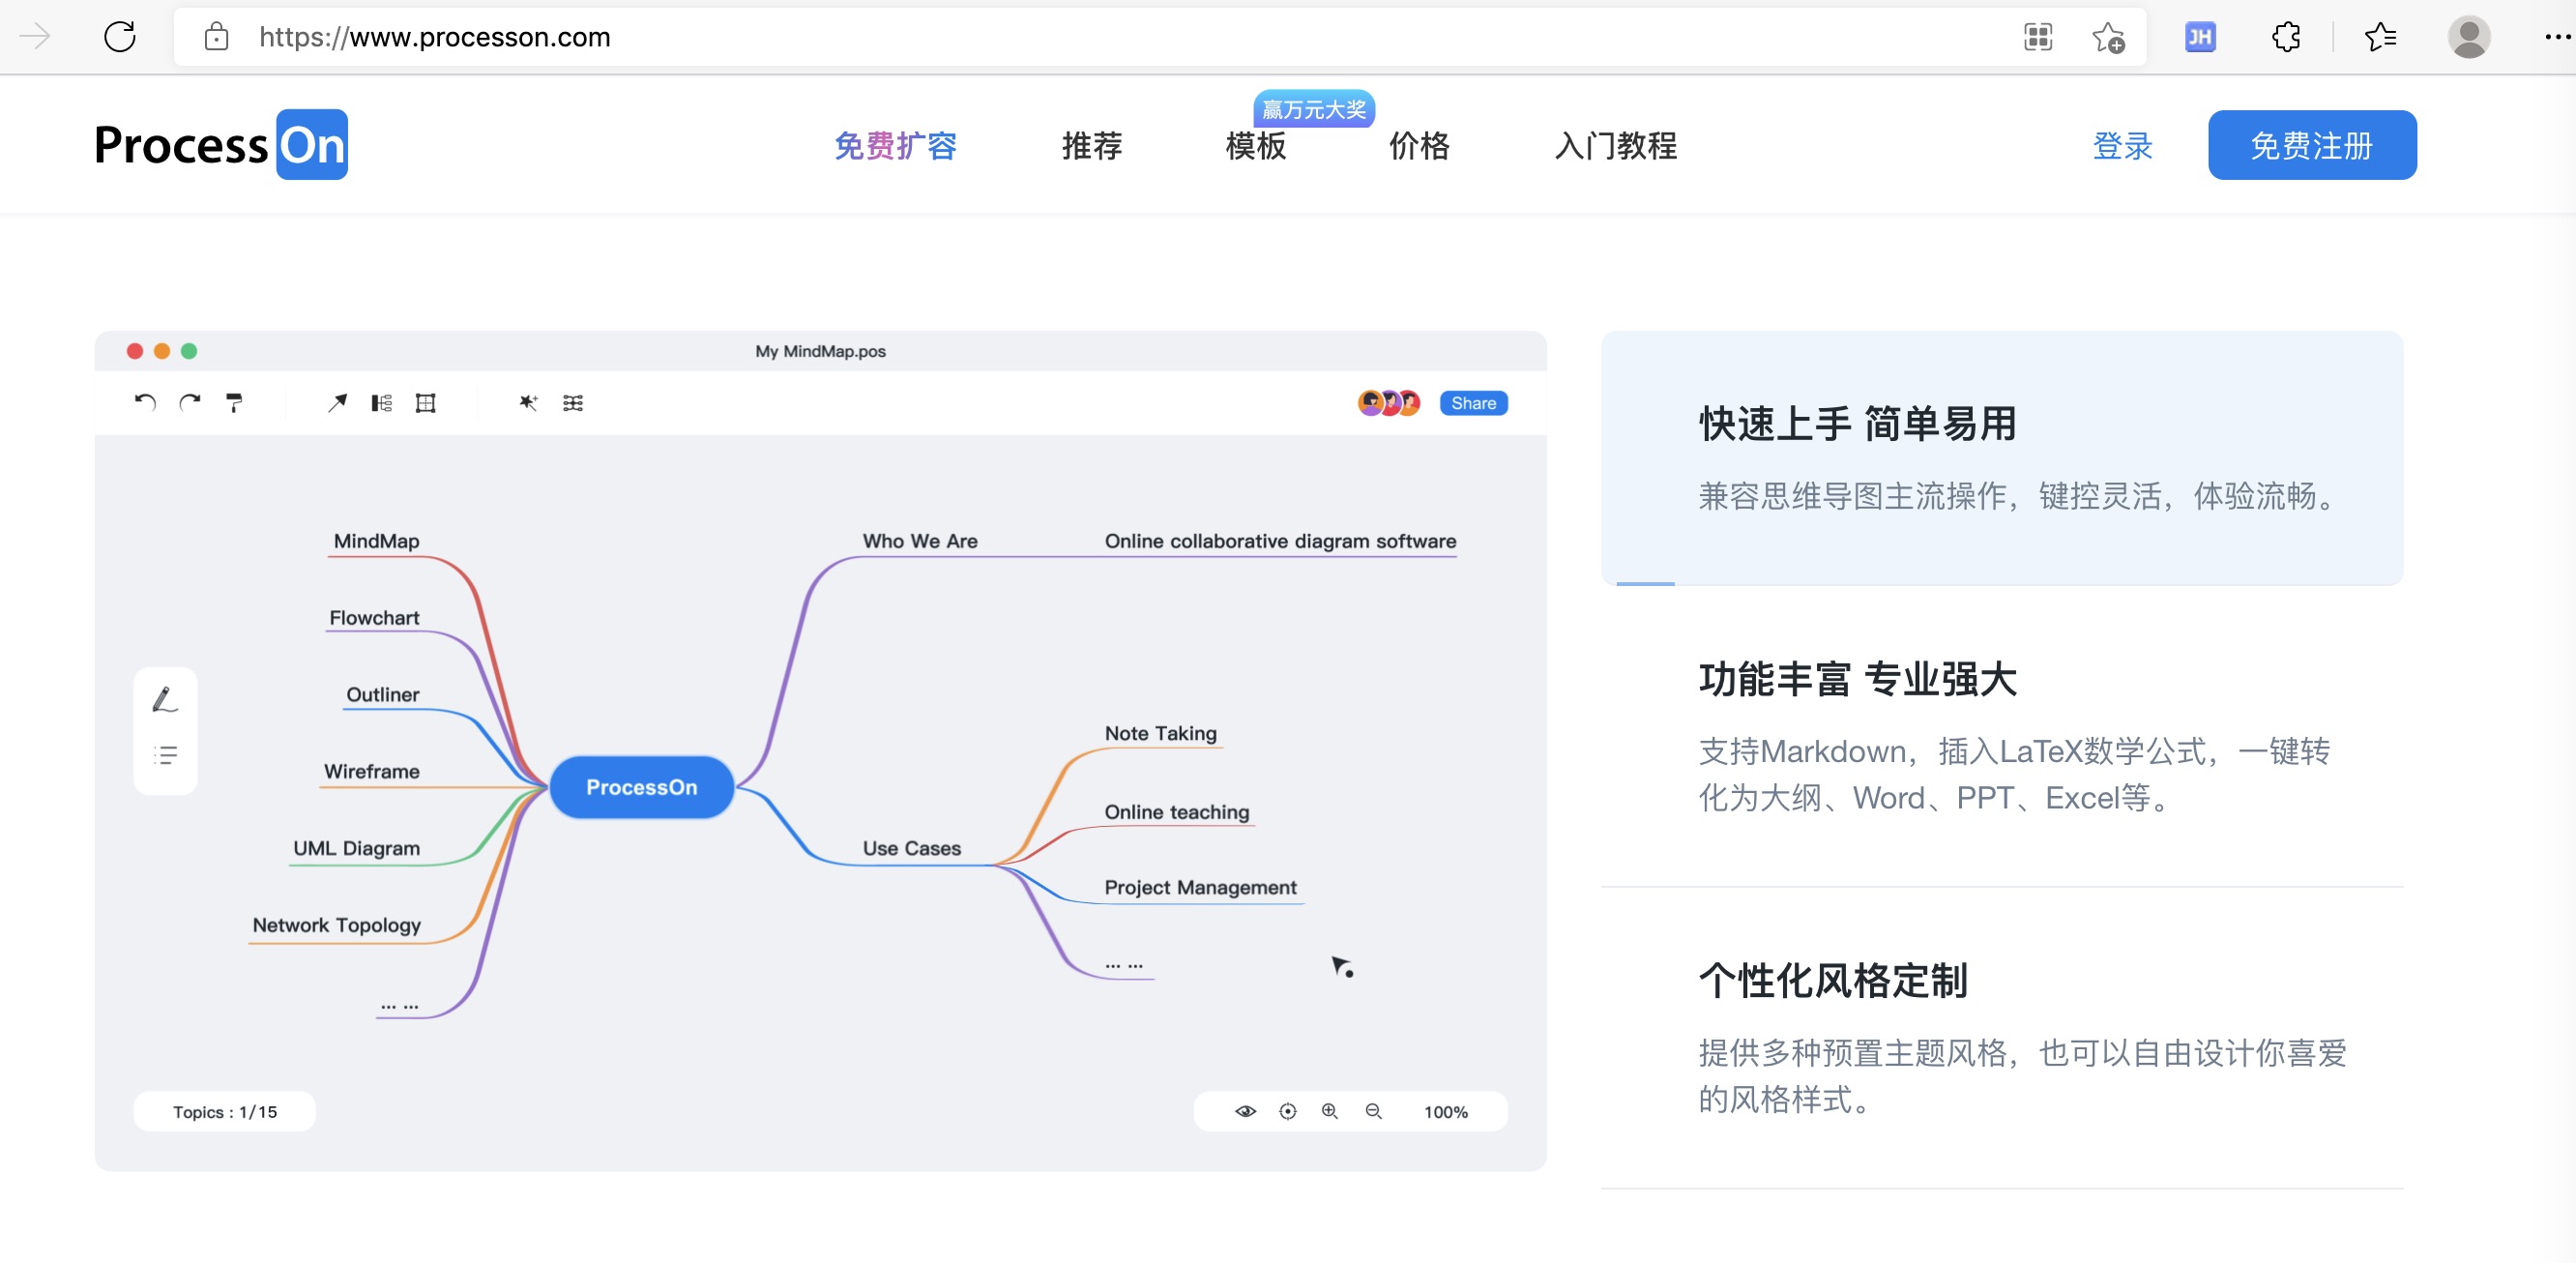 https://www.processon.com
JH
ProcessOn
免费扩容
推荐
赢万元大奖
模板
价格
入门教程
登录
免费注册
My MindMap.pos
Share
MindMap
Flowchart
Outliner
Wireframe
UML Diagram
Network Topology
... ...
ProcessOn
Who We Are
Online collaborative diagram software
Use Cases
Note Taking
Online teaching
Project Management
... ...
Topics : 1/15
100%
快速上手 简单易用
兼容思维导图主流操作，键控灵活，体验流畅。
功能丰富 专业强大
支持Markdown，插入LaTeX数学公式，一键转
化为大纲、Word、PPT、Excel等。
个性化风格定制
提供多种预置主题风格，也可以自由设计你喜爱
的风格样式。